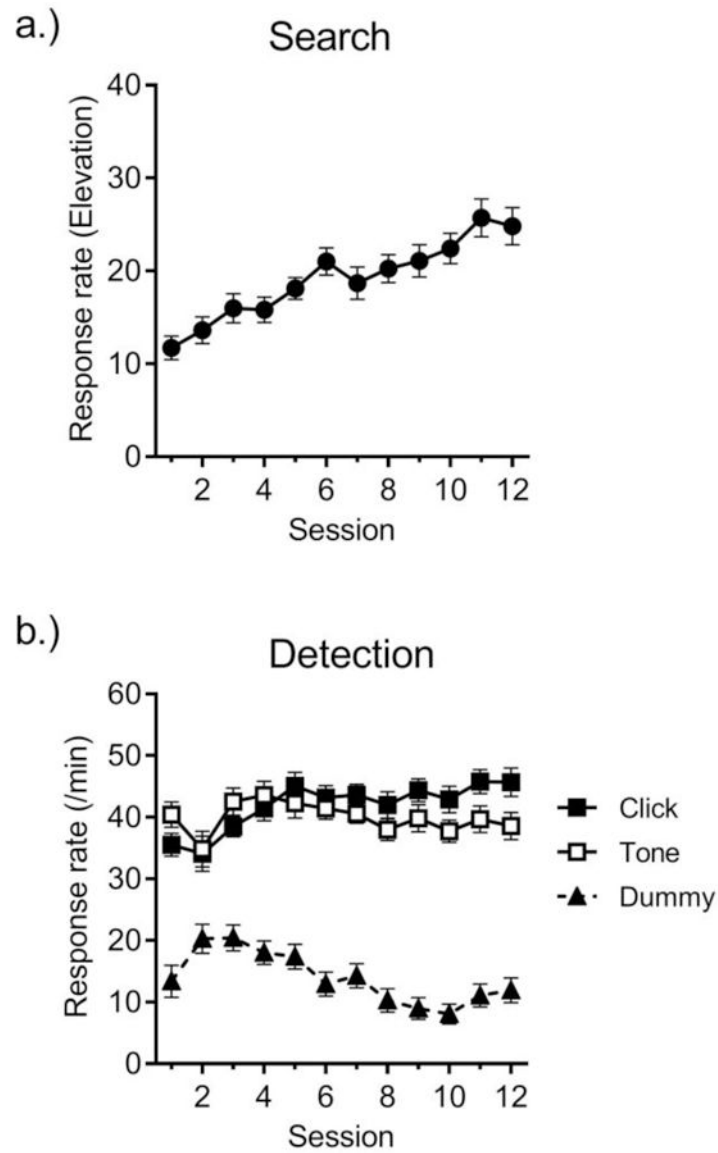 a.)
Search
Response rate (Elevation)
40
30
20
10
0
2 4 6 8 10 12
Session
b.)
Detection
Response rate (/min)
60
50
40
30
20
10
0
2 4 6 8 10 12
Session
Click
Tone
Dummy